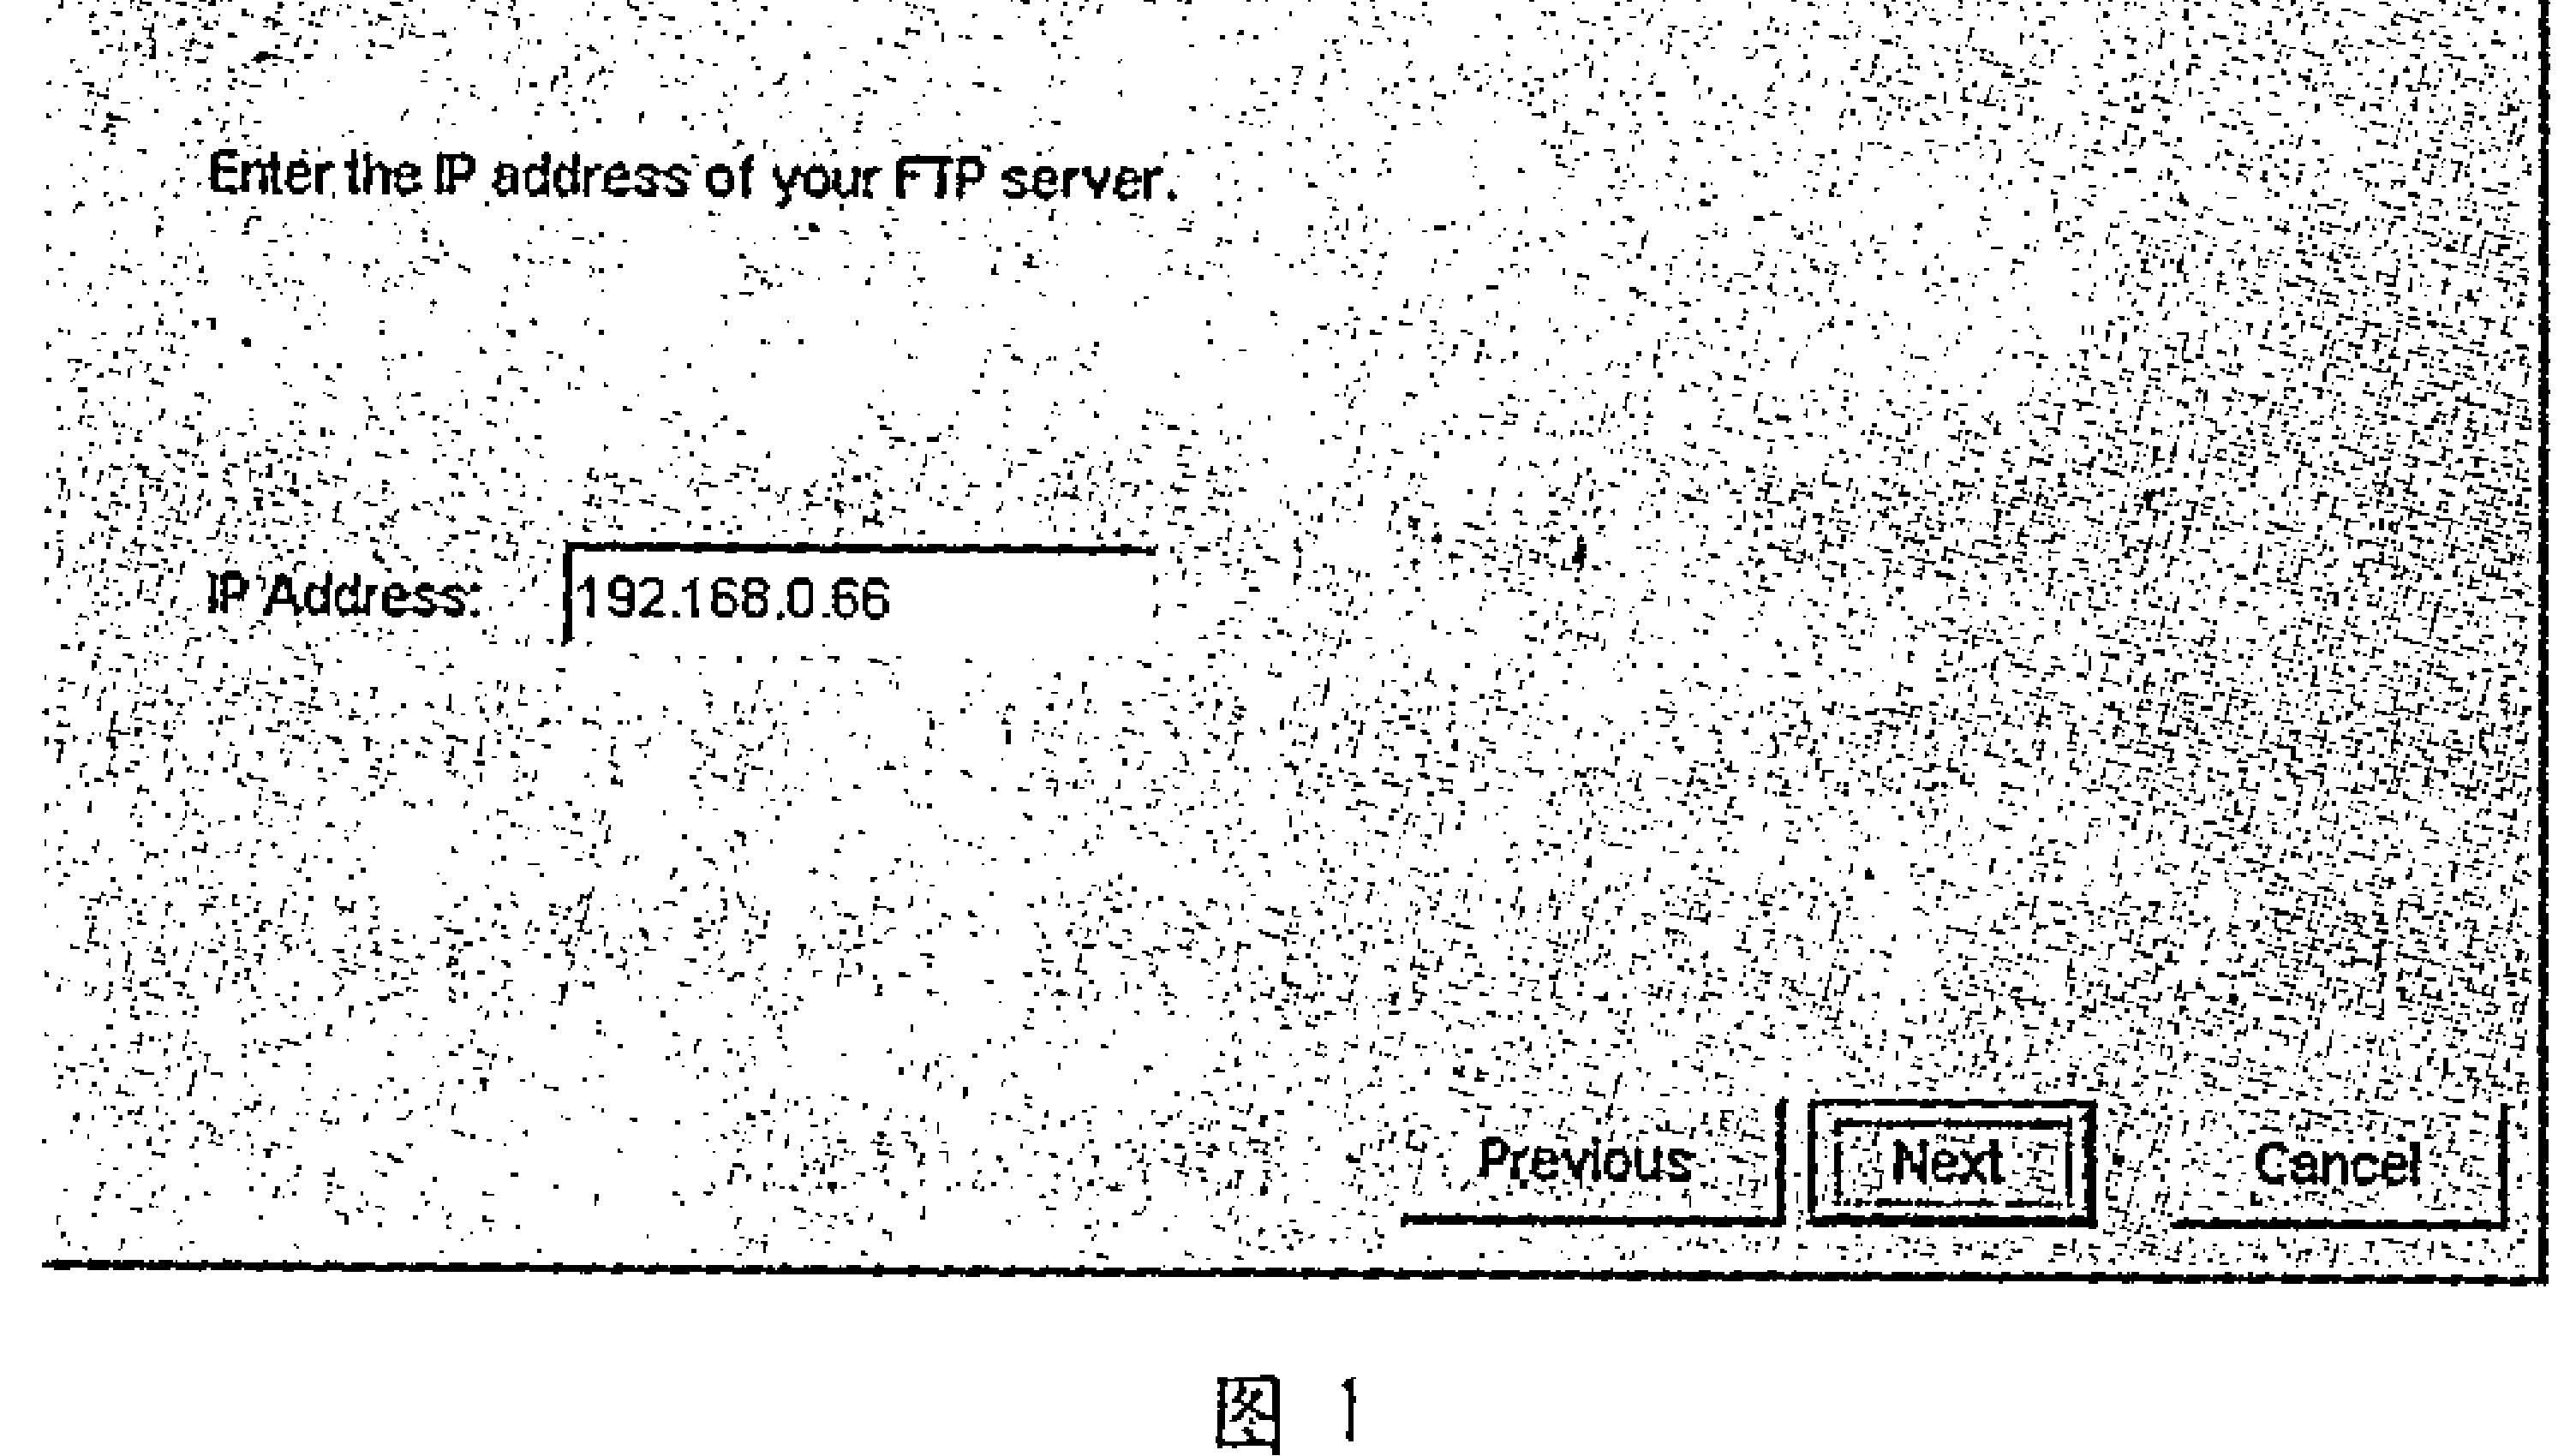 Enter the IP address of your FTP server.
IP Address: 192.168.0.66
Previous Next Cancel
图 1